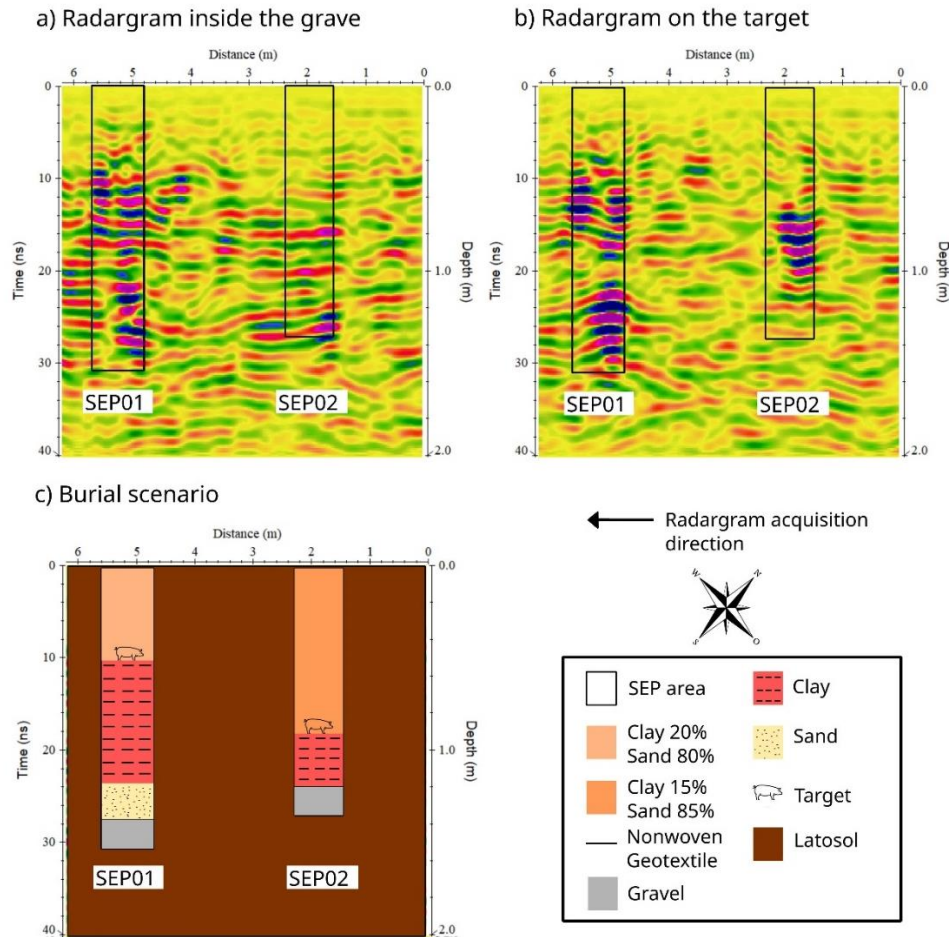 a) Radargram inside the grave
Distance (m)
6 5 4 3 2 1 0
0 10 20 30 40
Time (ns)
0.0 1.0 2.0
Depth (m)
SEP01
SEP02
b) Radargram on the target
Distance (m)
6 5 4 3 2 1 0
0 10 20 30 40
Time (ns)
0.0 1.0 2.0
Depth (m)
SEP01
SEP02
c) Burial scenario
Distance (m)
6 5 4 3 2 1 0
0 10 20 30 40
Time (ns)
0.0 1.0 2.0
Depth (m)
SEP01
SEP02
Radargram acquisition
direction
W N
S O
SEP area
Clay 20%
Sand 80%
Clay 15%
Sand 85%
Nonwoven
Geotextile
Gravel
Clay
Sand
Target
Latosol